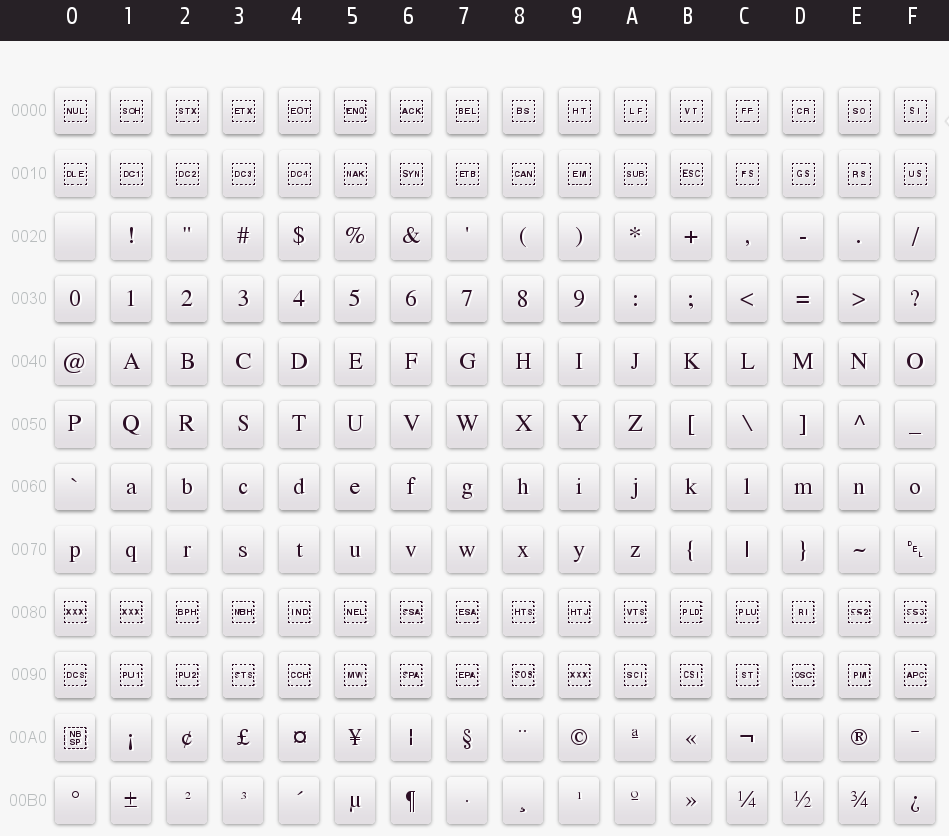 0 1 2 3 4 5 6 7 8 9 A B C D E F
0000 NUL SOH STX ETX EOT ENQ ACK BEL BS HT LF VT FF CR SO SI
0010 DLE DC1 DC2 DC3 DC4 NAK SYN ETB CAN EM SUB ESC FS GS RS US
0020 ! " # $ % & ' ( ) * + , - . /
0030 0 1 2 3 4 5 6 7 8 9 : ; < = > ?
0040 @ A B C D E F G H I J K L M N O
0050 P Q R S T U V W X Y Z [ \ ] ^ _
0060 ` a b c d e f g h i j k l m n o
0070 p q r s t u v w x y z { | } ~ DEL
0080 XXX XXX BPH NBH IND NEL SSA ESA HTS HTJ VTS PLD PLU RI SS2 SS3
0090 DCS PU1 PU2 STS CCH MW SPA EPA SOS XXX SCI CSI ST OSC PM APC
00A0 NB SP ¡ ¢ £ ¤ ¥ ¦ § ¨ © ª « ¬ ® ¯
00B0 ° ± ² ³ ´ µ ¶ · ¸ ¹ º » ¼ ½ ¾ ¿